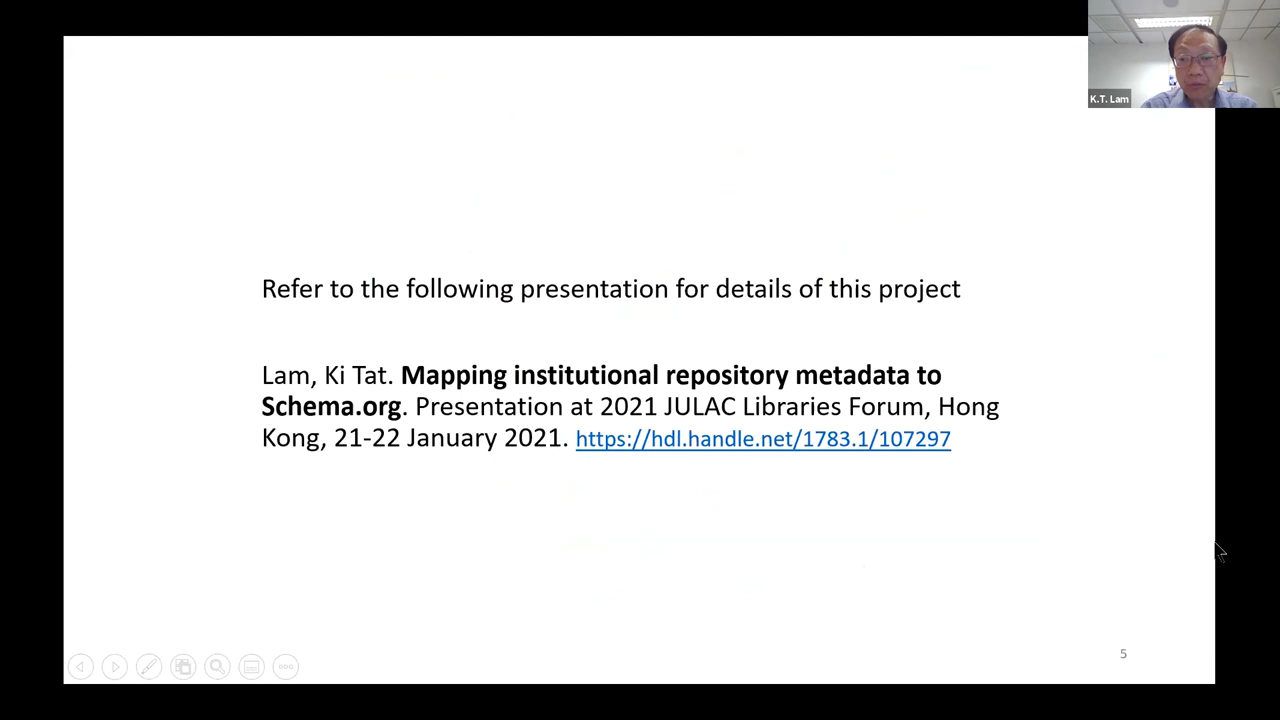 K.T. Lam
Refer to the following presentation for details of this project
Lam, Ki Tat. Mapping institutional repository metadata to
Schema.org. Presentation at 2021 JULAC Libraries Forum, Hong
Kong, 21-22 January 2021. https://hdl.handle.net/1783.1/107297
5